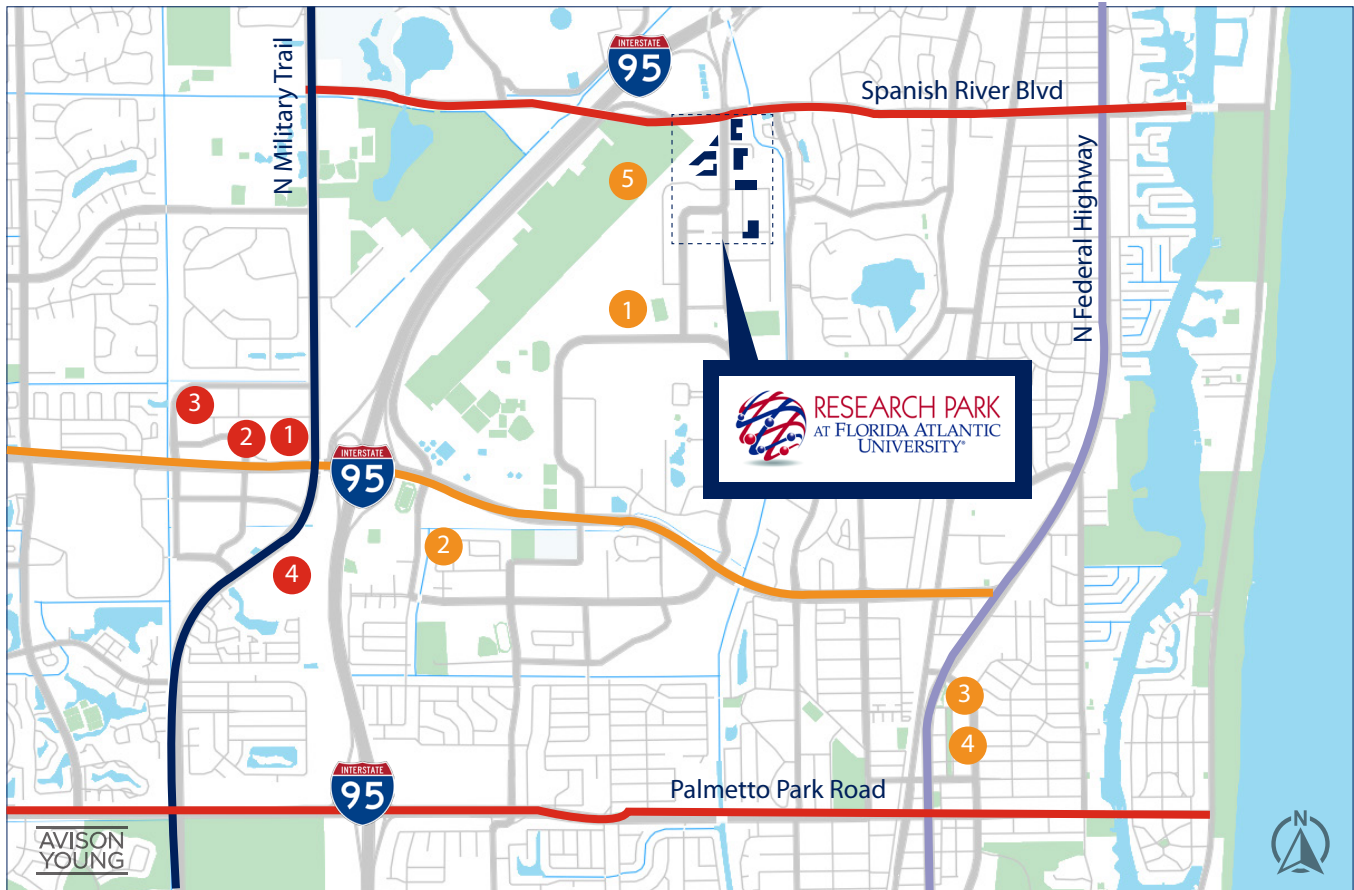 INTERSTATE
95
Spanish River Blvd
N Military Trail
N Federal Highway
5
1
RESEARCH PARK
AT FLORIDA ATLANTIC
UNIVERSITY®
3
2
1
INTERSTATE
95
2
4
3
4
INTERSTATE
95
Palmetto Park Road
AVISON
YOUNG
N